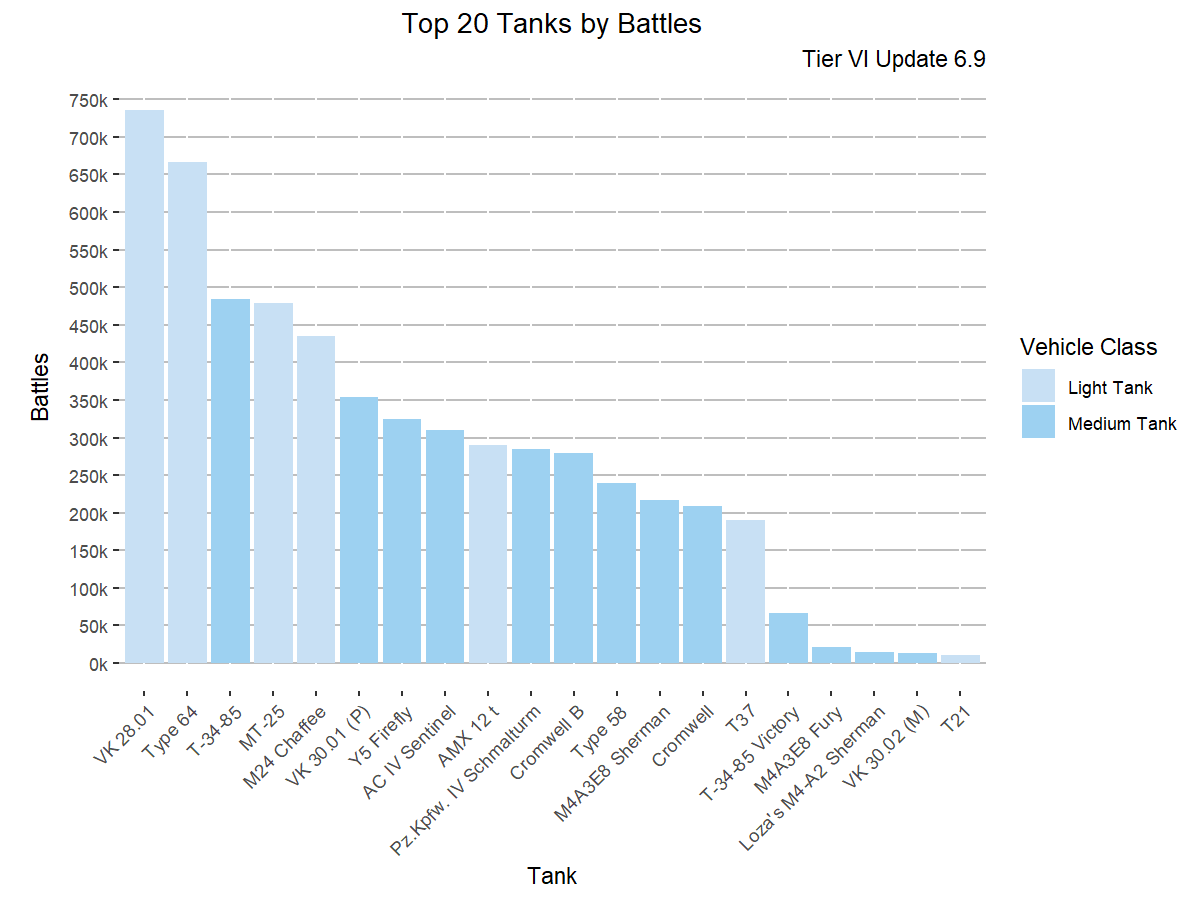 Top 20 Tanks by Battles
Tier VI Update 6.9
Battles
750k
700k
650k
600k
550k
500k
450k
400k
350k
300k
250k
200k
150k
100k
50k
0k
VK 28.01
Type 64
T-34-85
MT-25
M24 Chaffee
VK 30.01 (P)
Y5 Firefly
AC IV Sentinel
AMX 12 t
Pz.Kpfw. IV Schmalturm
Cromwell B
Type 58
M4A3E8 Sherman
Cromwell
T37
T-34-85 Victory
M4A3E8 Fury
Loza's M4-A2 Sherman
VK 30.02 (M)
T21
Tank
Vehicle Class
Light Tank
Medium Tank